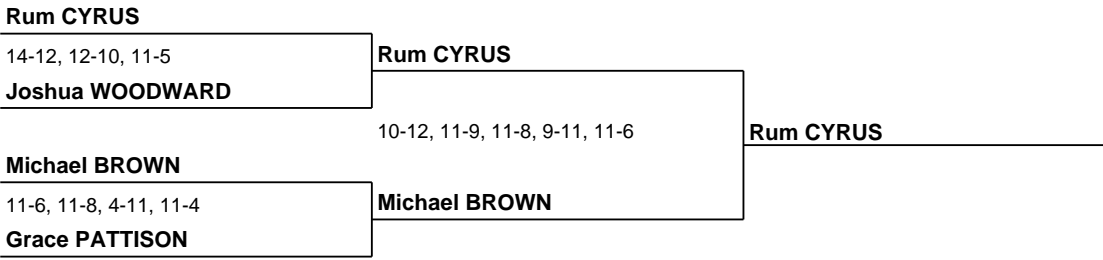 Rum CYRUS
14-12, 12-10, 11-5
Rum CYRUS
Joshua WOODWARD
10-12, 11-9, 11-8, 9-11, 11-6
Rum CYRUS
Michael BROWN
11-6, 11-8, 4-11, 11-4
Michael BROWN
Grace PATTISON